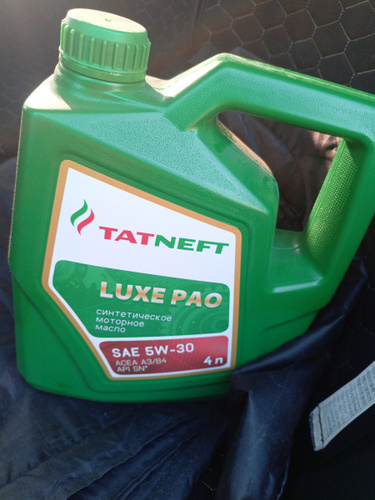 TATNEFT
LUXE PAO
синтетическое
моторное
масло
SAE 5W-30
ACEA A3/B4
API SN*
4 л